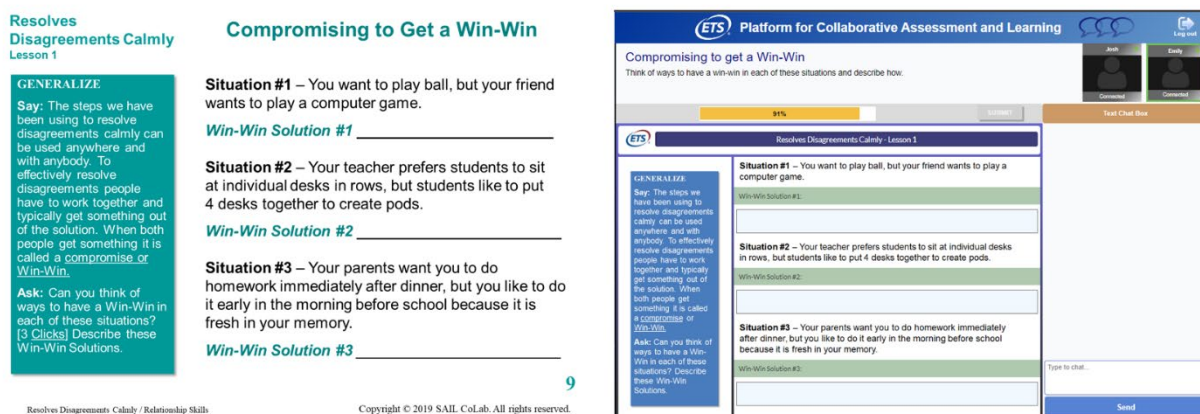 Resolves
Disagreements Calmly
Lesson 1
GENERALIZE
Say: The steps we have
been using to resolve
disagreements calmly can
be used anywhere and
with anybody. To
effectively resolve
disagreements people
have to work together and
typically get something out
of the solution. When both
people get something it is
called a compromise or
Win-Win.
Ask: Can you think of
ways to have a Win-Win in
each of these situations?
[3 Clicks] Describe these
Win-Win Solutions.
Compromising to Get a Win-Win
Situation #1 – You want to play ball, but your friend
wants to play a computer game.
Win-Win Solution #1
Situation #2 – Your teacher prefers students to sit
at individual desks in rows, but students like to put
4 desks together to create pods.
Win-Win Solution #2
Situation #3 – Your parents want you to do
homework immediately after dinner, but you like to do
it early in the morning before school because it is
fresh in your memory.
Win-Win Solution #3
9
Resolves Disagreements Calmly / Relationship Skills
Copyright © 2019 SAIL CoLab. All rights reserved.
ETS Platform for Collaborative Assessment and Learning
Log out
Compromising to get a Win-Win
Think of ways to have a win-win in each of these situations and describe how.
Josh
Connected
Emily
Connected
91%
SUBMIT
Text Chat Box
ETS
Resolves Disagreements Calmly - Lesson 1
GENERALIZE
Say: The steps we
have been using to
resolve disagreements
calmly can be used
anywhere and with
anybody. To effectively
resolve disagreements
people have to work
together and typically
get something out of
the solution. When
both people get
something it is called
a compromise or
Win-Win.
Ask: Can you think of
ways to have a Win-
Win in each of these
situations? Describe
these Win-Win
Solutions.
Situation #1 – You want to play ball, but your friend wants to play a
computer game.
Win-Win Solution #1:
Situation #2 – Your teacher prefers students to sit at individual desks
in rows, but students like to put 4 desks together to create pods.
Win-Win Solution #2:
Situation #3 – Your parents want you to do homework immediately
after dinner, but you like to do it early in the morning before school
because it is fresh in your memory.
Win-Win Solution #3:
Type to chat...
Send